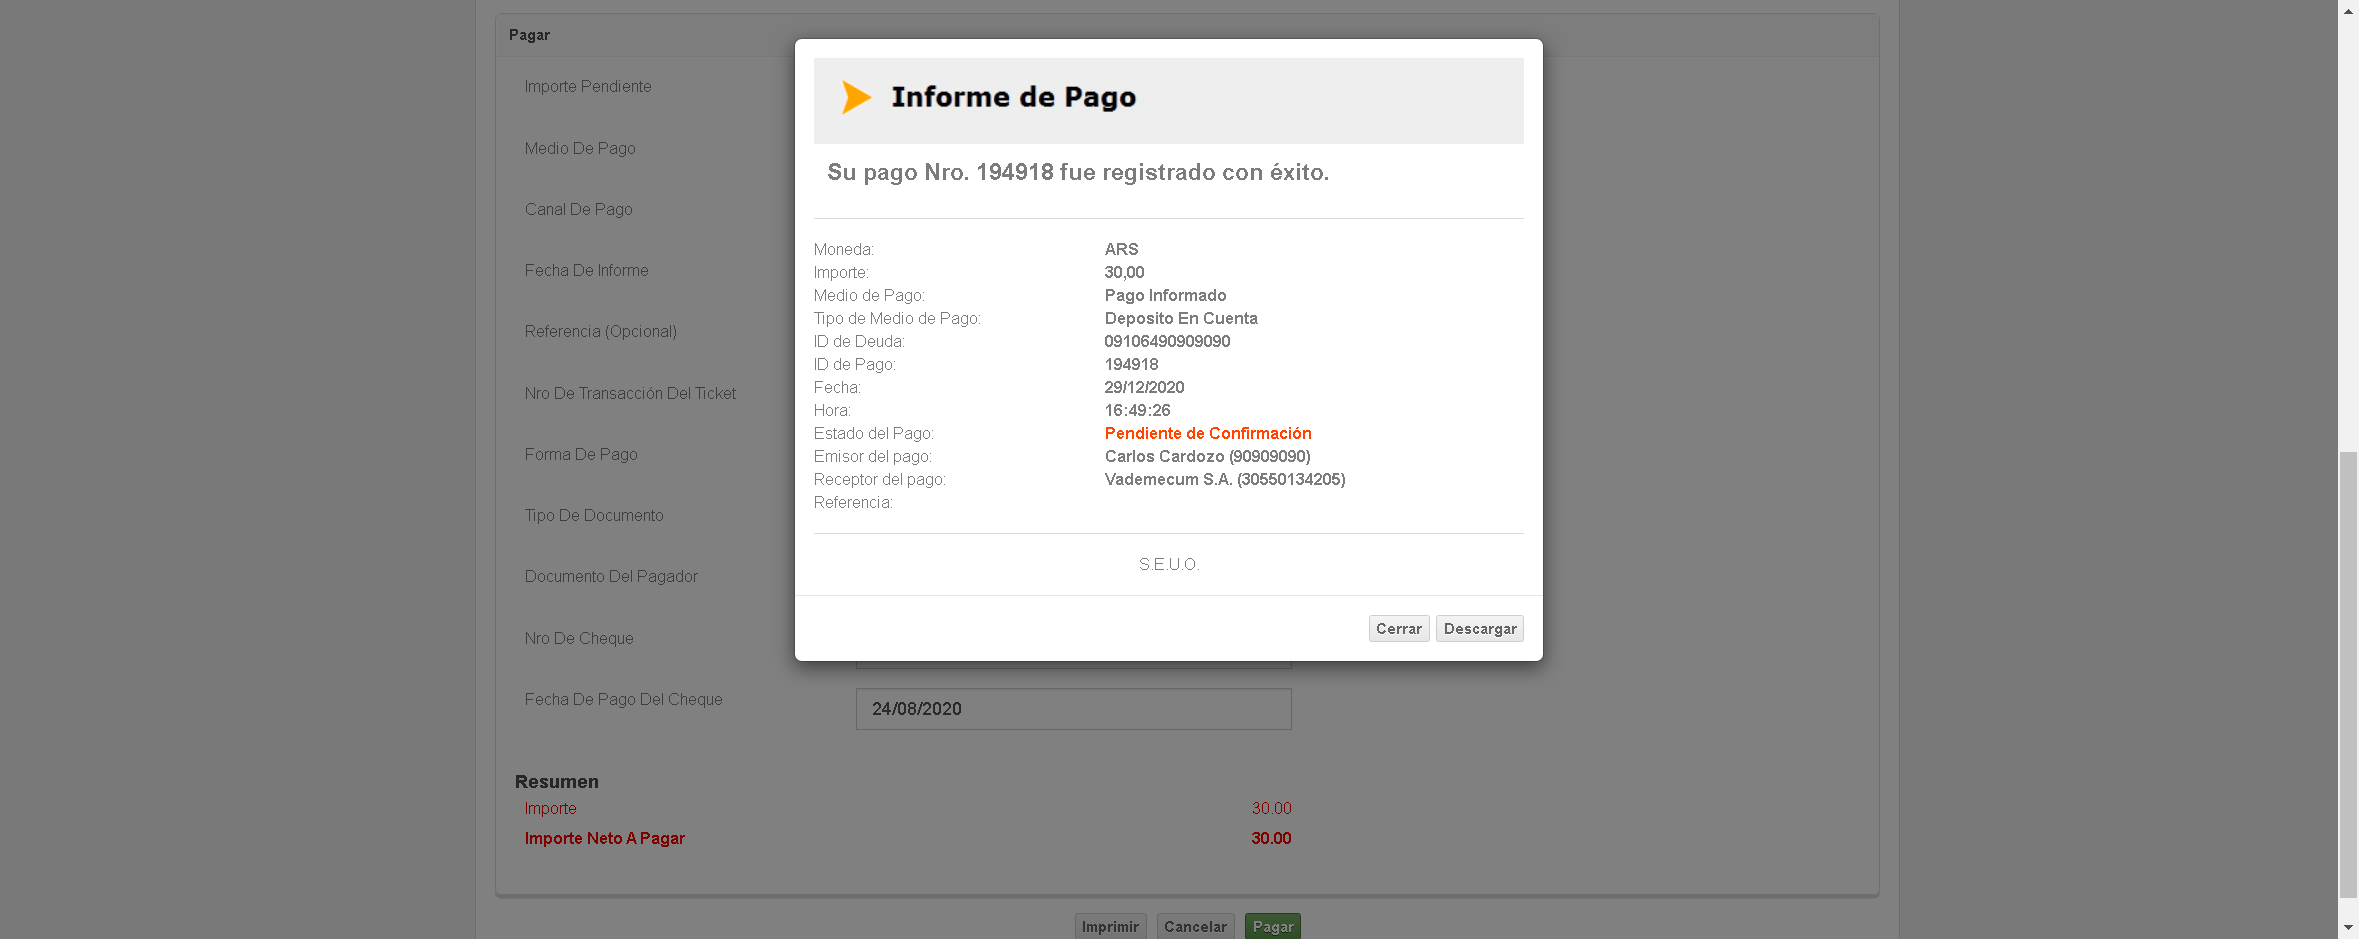 Pagar
Importe Pendiente
Medio De Pago
Canal De Pago
Fecha De Informe
Referencia (Opcional)
Nro De Transacción Del Ticket
Forma De Pago
Tipo De Documento
Documento Del Pagador
Nro De Cheque
Fecha De Pago Del Cheque
24/08/2020
Resumen
Importe 30.00
Importe Neto A Pagar 30.00
Imprimir Cancelar Pagar
Informe de Pago
Su pago Nro. 194918 fue registrado con éxito.
Moneda: ARS
Importe: 30,00
Medio de Pago: Pago Informado
Tipo de Medio de Pago: Deposito En Cuenta
ID de Deuda: 09106490909090
ID de Pago: 194918
Fecha: 29/12/2020
Hora: 16:49:26
Estado del Pago: Pendiente de Confirmación
Emisor del pago: Carlos Cardozo (90909090)
Receptor del pago: Vademecum S.A. (30550134205)
Referencia:
S.E.U.O.
Cerrar Descargar